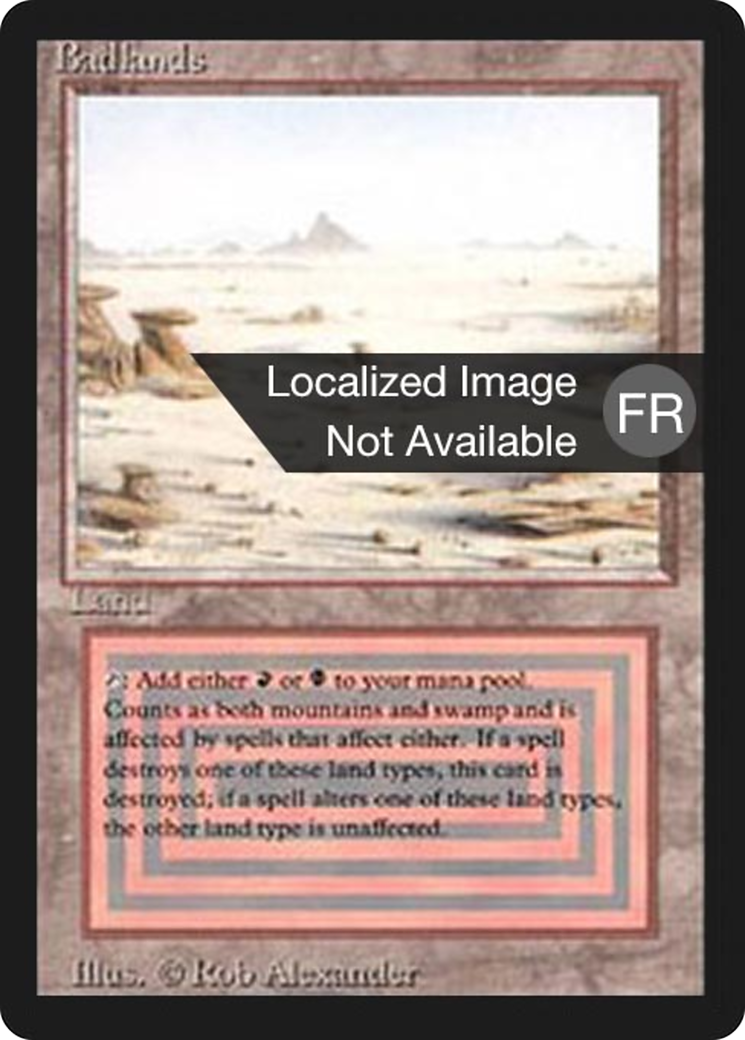 Badlands
Localized Image
Not Available
FR
Land
: Add either or to your mana pool.
Counts as both mountains and swamp and is
affected by spells that affect either. If a spell
destroys one of these land types, this card is
destroyed; if a spell alters one of these land types,
the other land type is unaffected.
Illus. © Rob Alexander